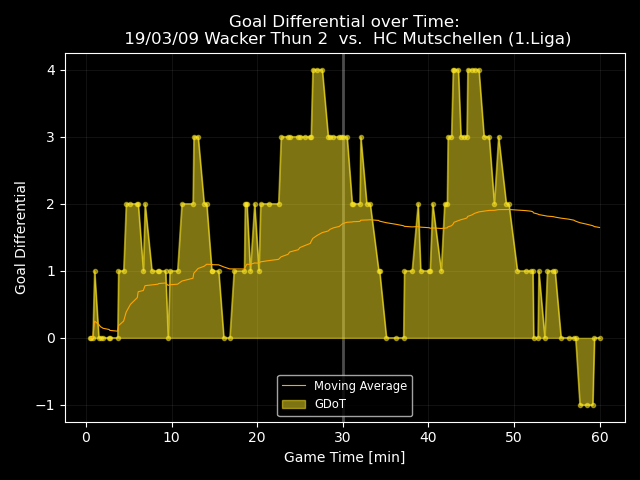 Goal Differential over Time:
19/03/09 Wacker Thun 2 vs. HC Mutschellen (1.Liga)
Goal Differential
4
3
2
1
0
−1
Moving Average
GDoT
0 10 20 30 40 50 60
Game Time [min]